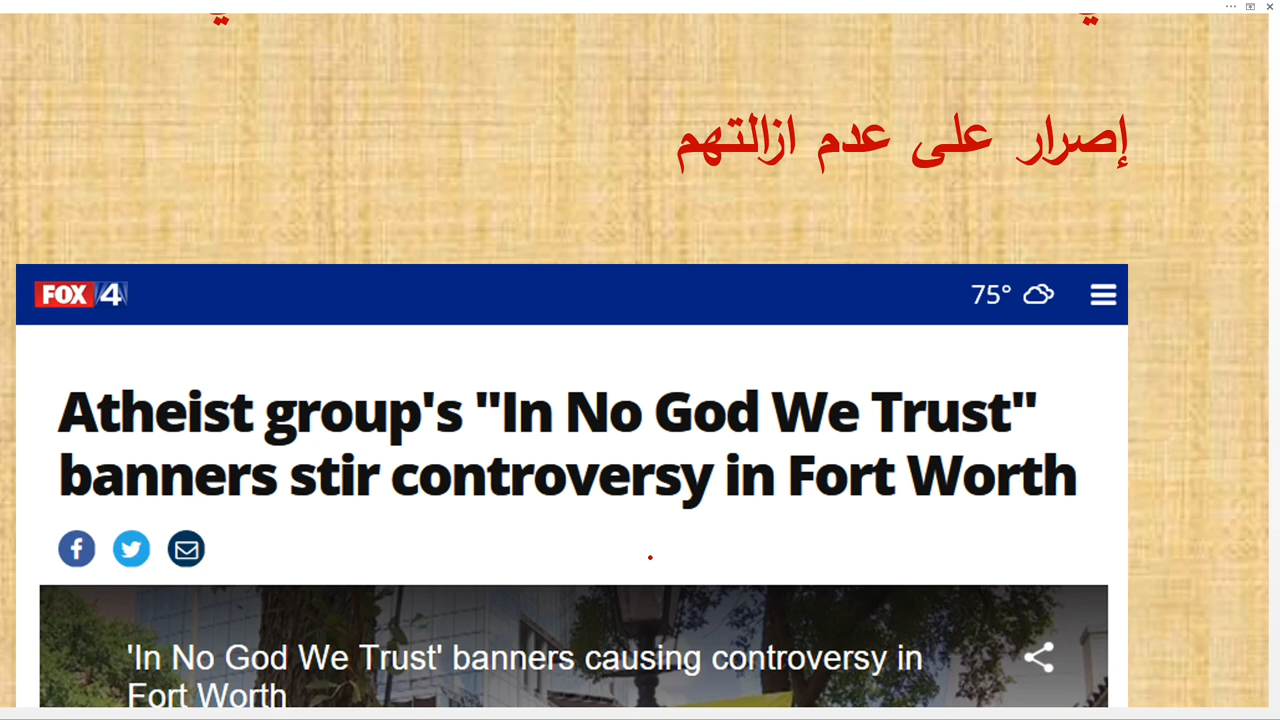 إصرار على عدم ازالتهم
FOX 4
75°
Atheist group's "In No God We Trust"
banners stir controversy in Fort Worth
'In No God We Trust' banners causing controversy in
Fort Worth